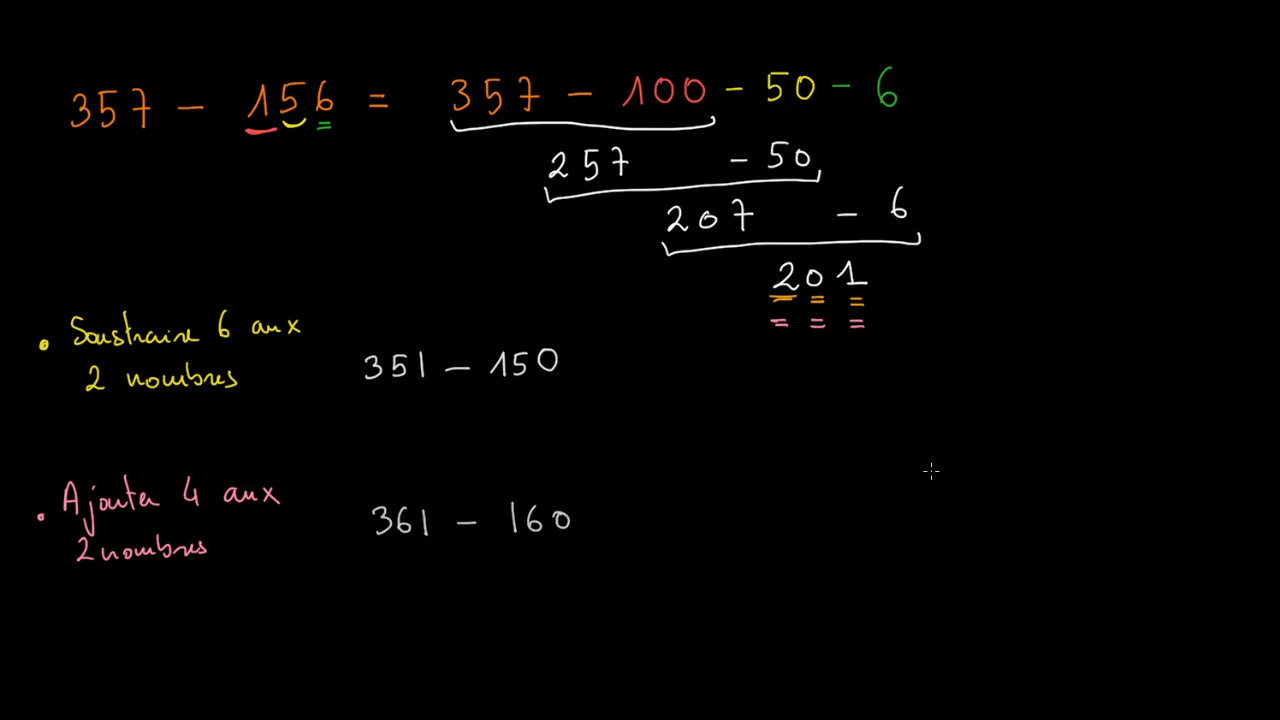 357 - 156 = 357 - 100 - 50 - 6
257 - 50
207 - 6
201
• Soustraire 6 aux
2 nombres
351 - 150
• Ajouter 4 aux
2 nombres
361 - 160